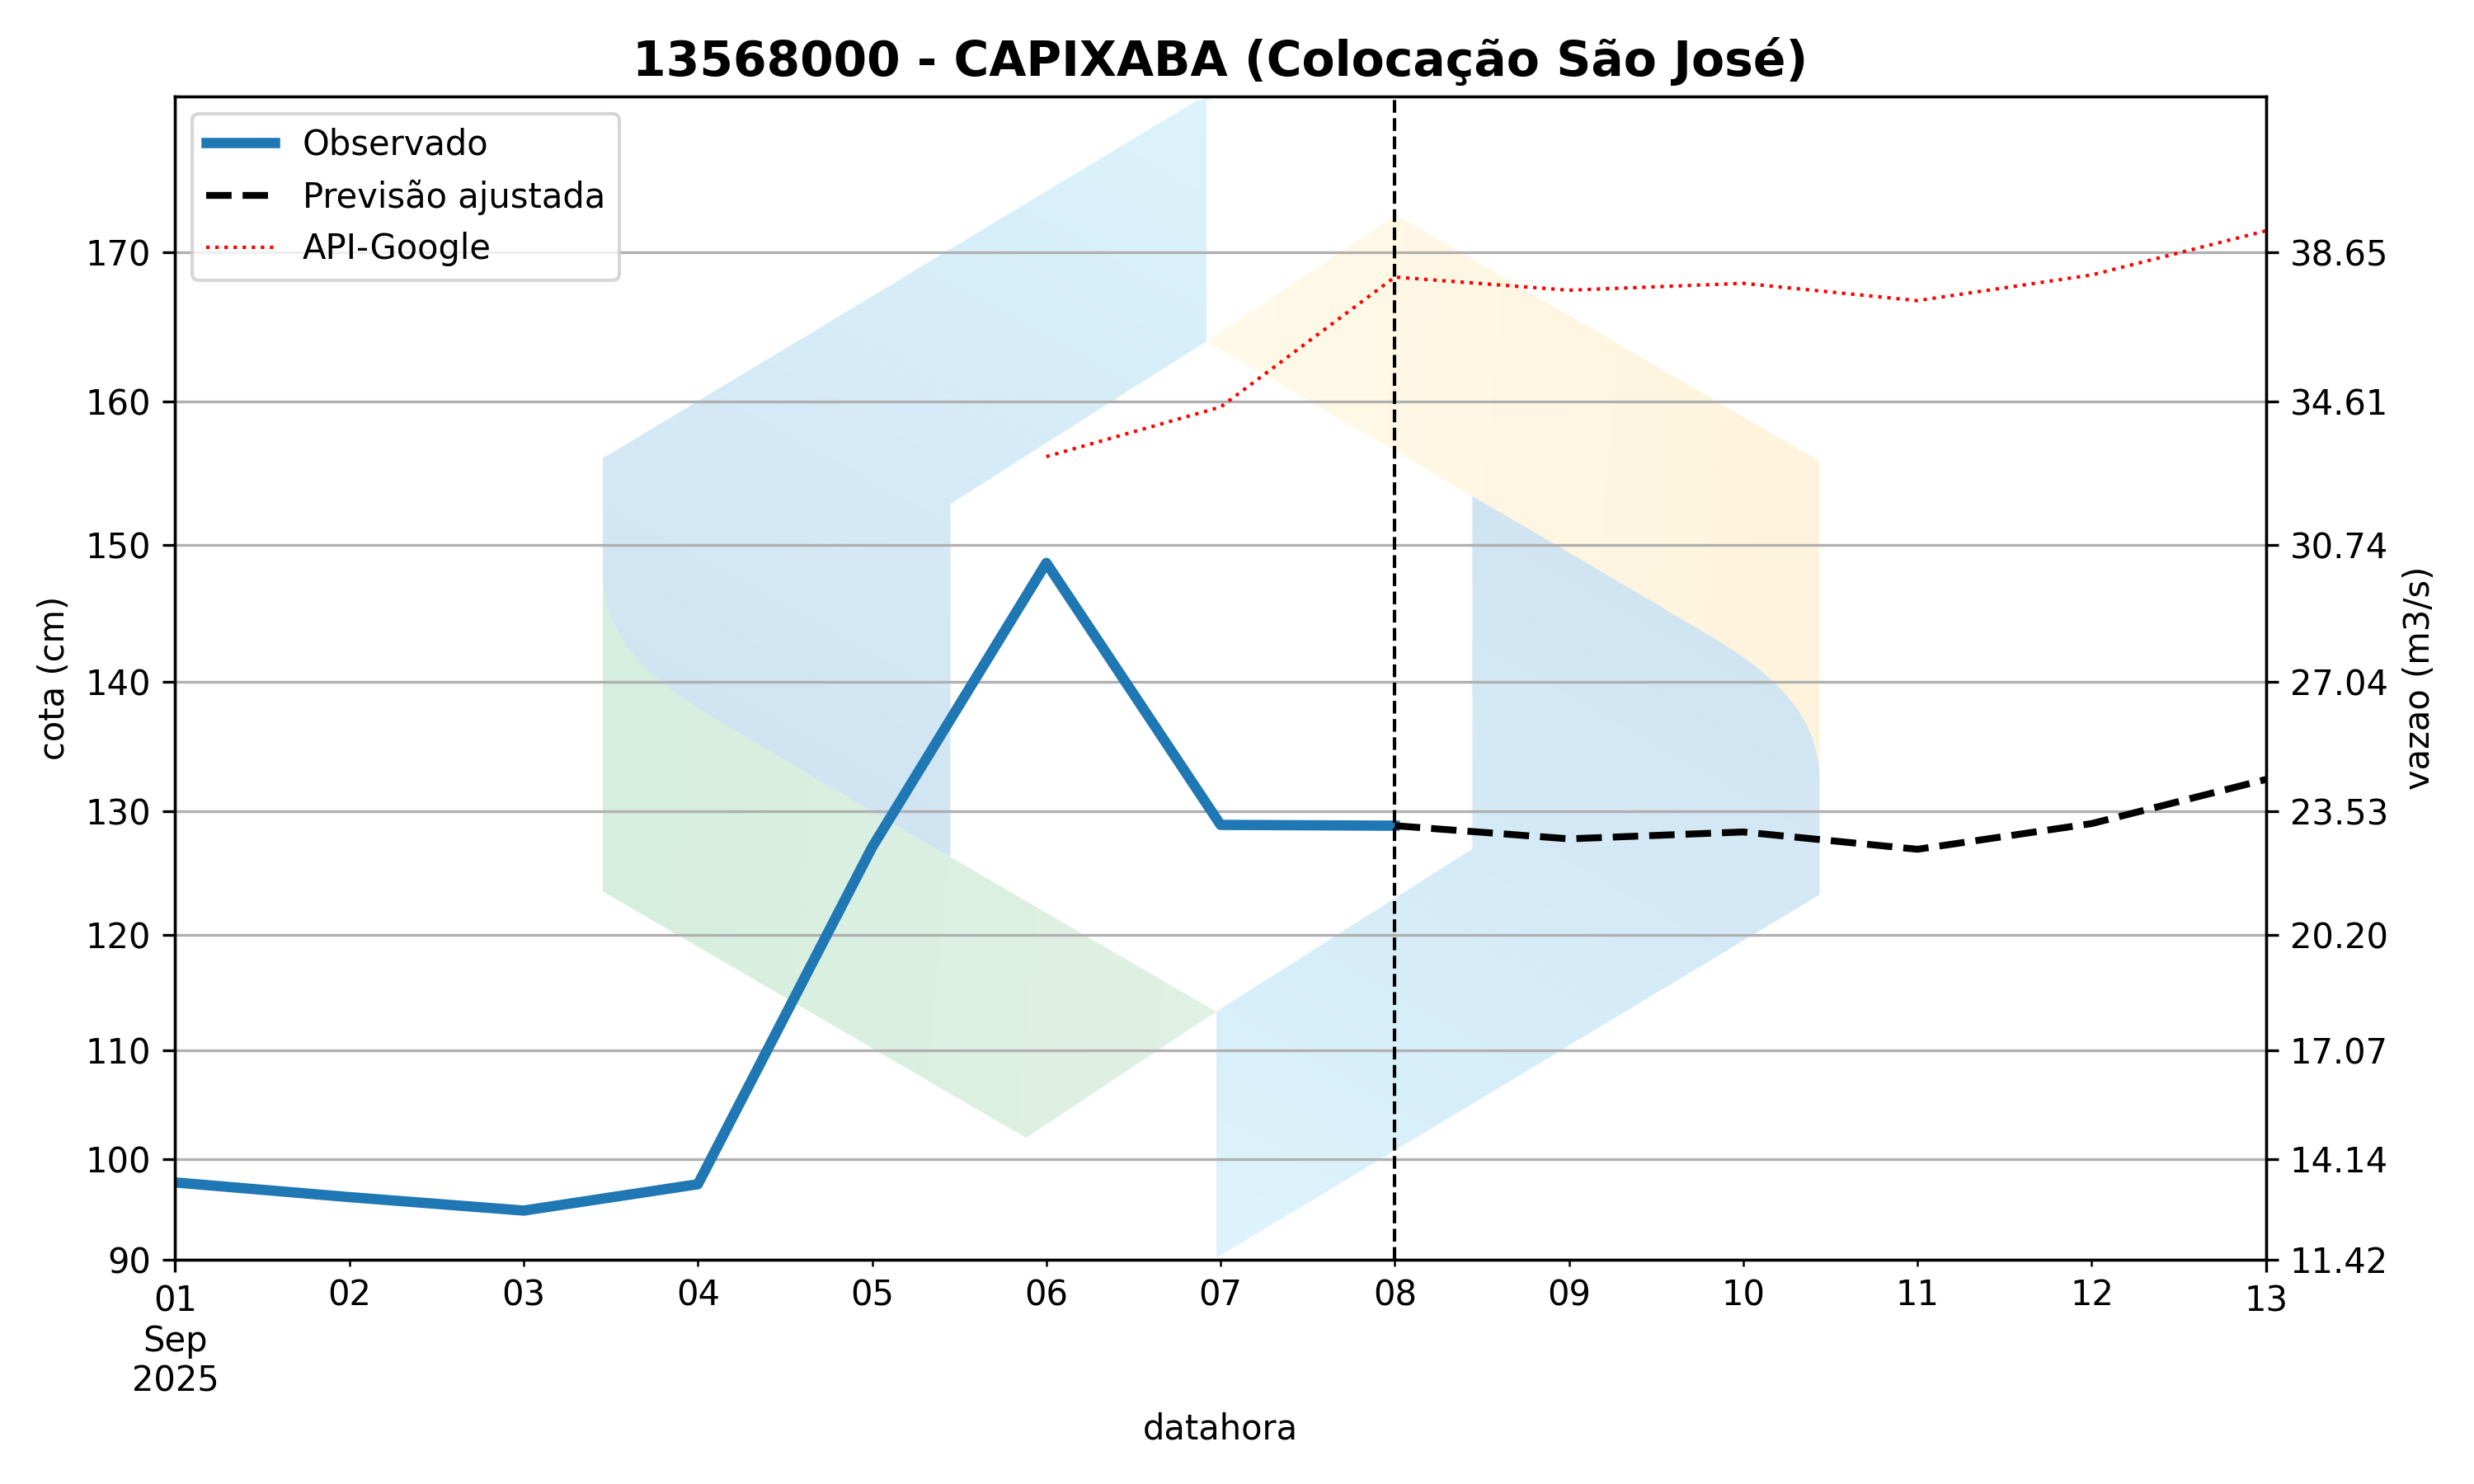 13568000 - CAPIXABA (Colocação São José)
Observado
Previsão ajustada
API-Google
170
160
150
140
130
120
110
100
90
cota (cm)
38.65
34.61
30.74
27.04
23.53
20.20
17.07
14.14
11.42
vazao (m3/s)
01 02 03 04 05 06 07 08 09 10 11 12 13
Sep
2025
datahora